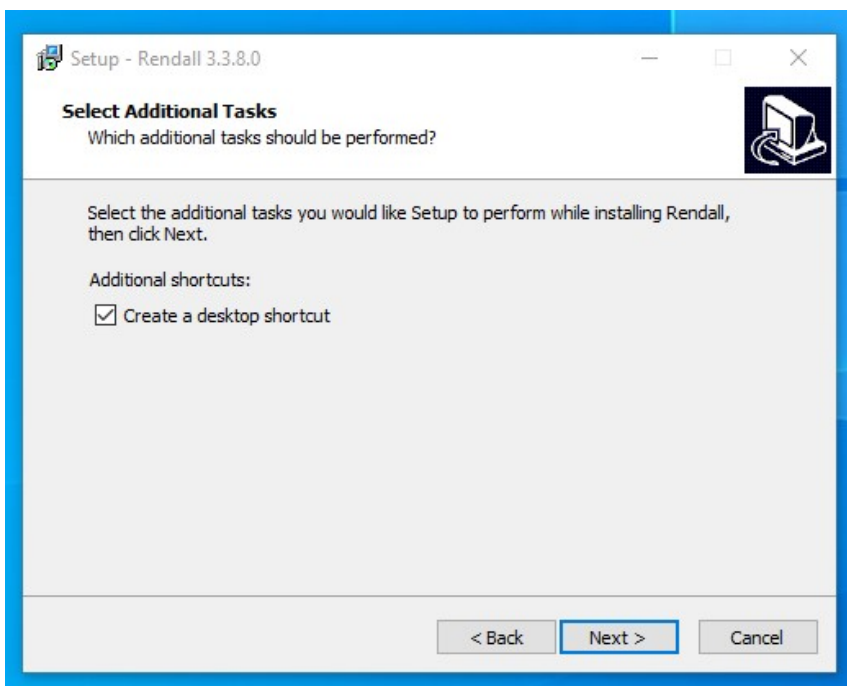 Setup - Rendall 3.3.8.0
Select Additional Tasks
Which additional tasks should be performed?
Select the additional tasks you would like Setup to perform while installing Rendall,
then click Next.
Additional shortcuts:
Create a desktop shortcut
< Back Next > Cancel